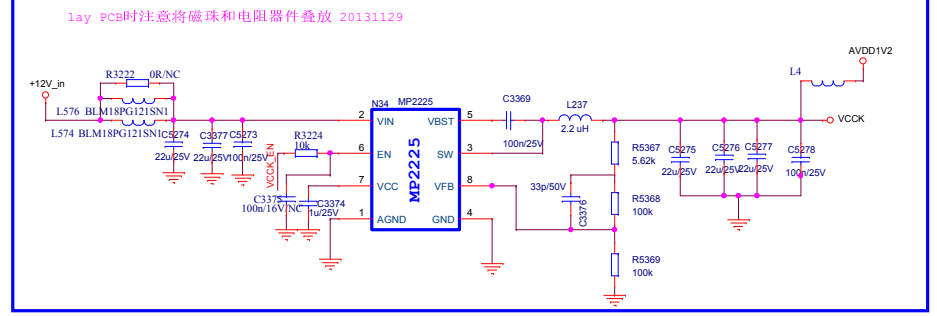 lay PCB时注意将磁珠和电阻器件叠放 20131129
AVDD1V2
+12V_in
R3222 0R/NC
L4
L576 BLM18PG121SN1
L574 BLM18PG121SN1
N34 MP2225
C3369
L237
VCCK
2 VIN
VBST 5
100n/25V
2.2 uH
C5274
C3377
C5273
22u/25V
22u/25V
100n/25V
R3224
10k
6 EN
SW 3
R5367
5.62k
C5275
C5276
C5277
C5278
22u/25V
22u/25V
22u/25V
100n/25V
VCCK_EN
MP2225
7 VCC
VFB 8
33p/50V
C3376
R5368
100k
C3375
100n/16V/NC
C3374
1u/25V
1 AGND
GND 4
R5369
100k